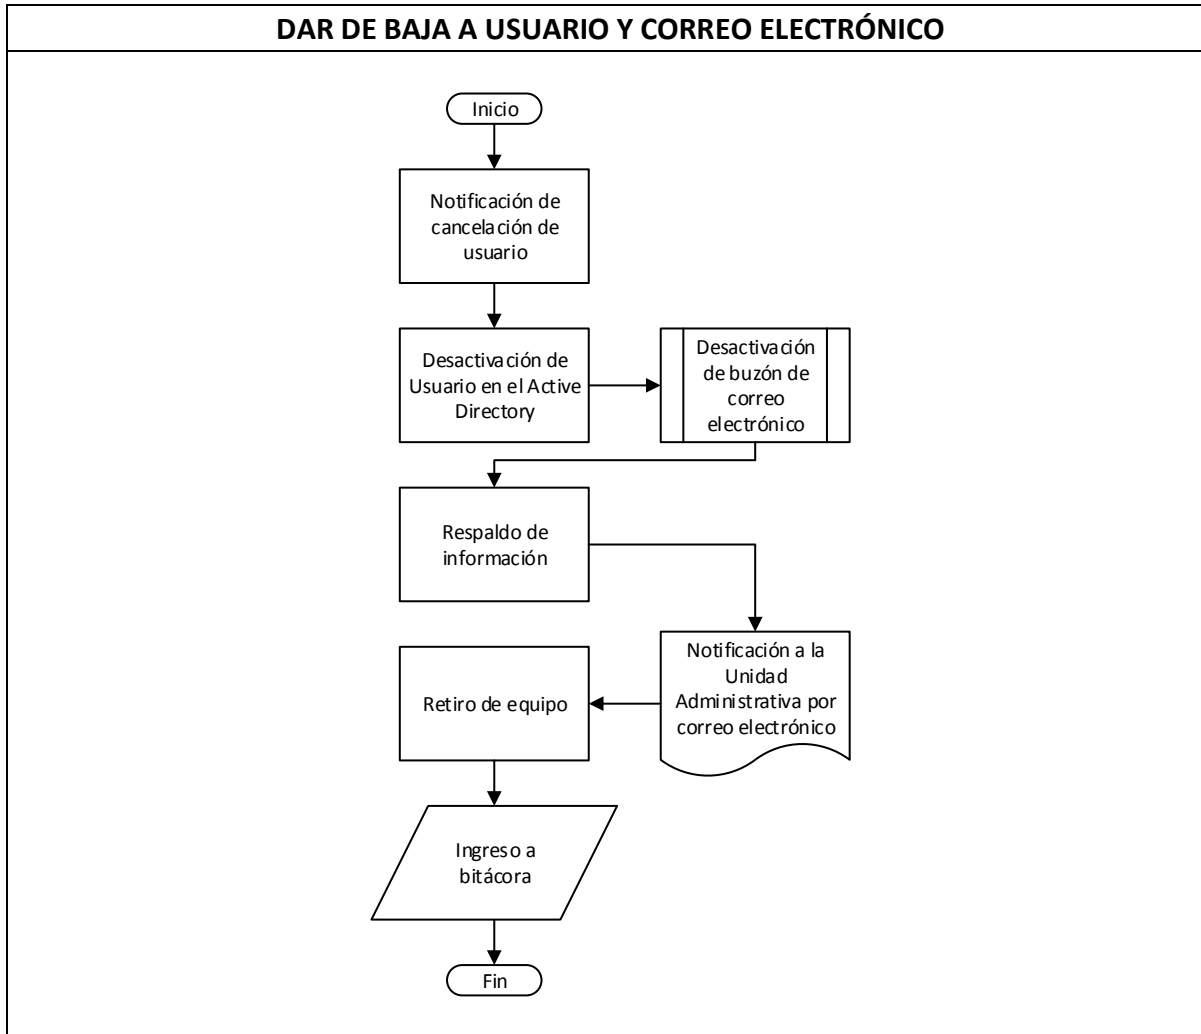 DAR DE BAJA A USUARIO Y CORREO ELECTRÓNICO
Inicio
Notificación de
cancelación de
usuario
Desactivación de
Usuario en el Active
Directory
Desactivación
de buzón de
correo
electrónico
Respaldo de
información
Notificación a la
Unidad
Administrativa por
correo electrónico
Retiro de equipo
Ingreso a
bitácora
Fin